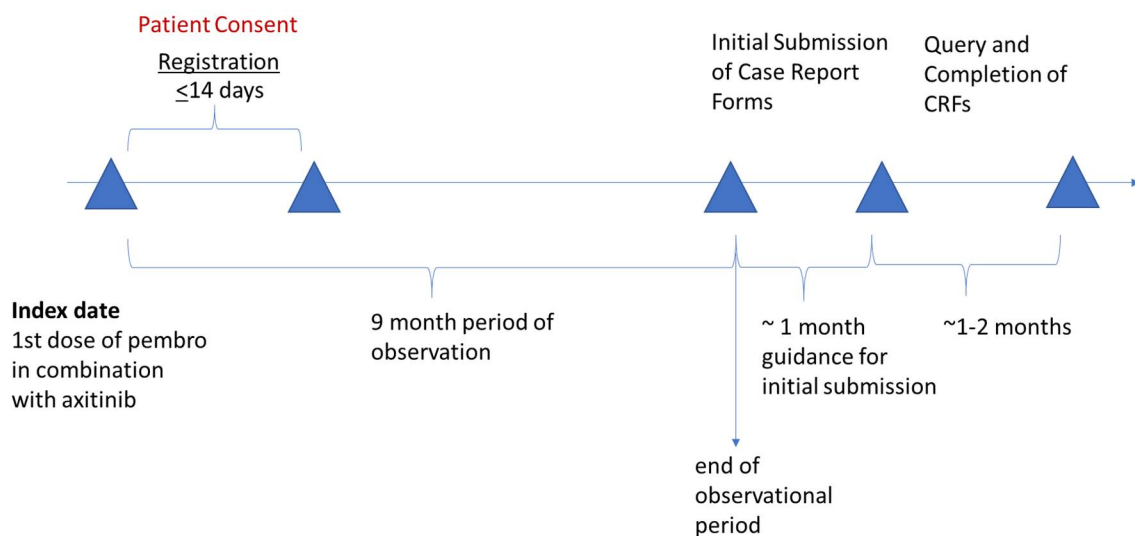 Patient Consent
Registration
≤14 days
Initial Submission
of Case Report
Forms
Query and
Completion of
CRFs
Index date
1st dose of pembro
in combination
with axitinib
9 month period of
observation
~ 1 month
guidance for
initial submission
~1-2 months
end of
observational
period